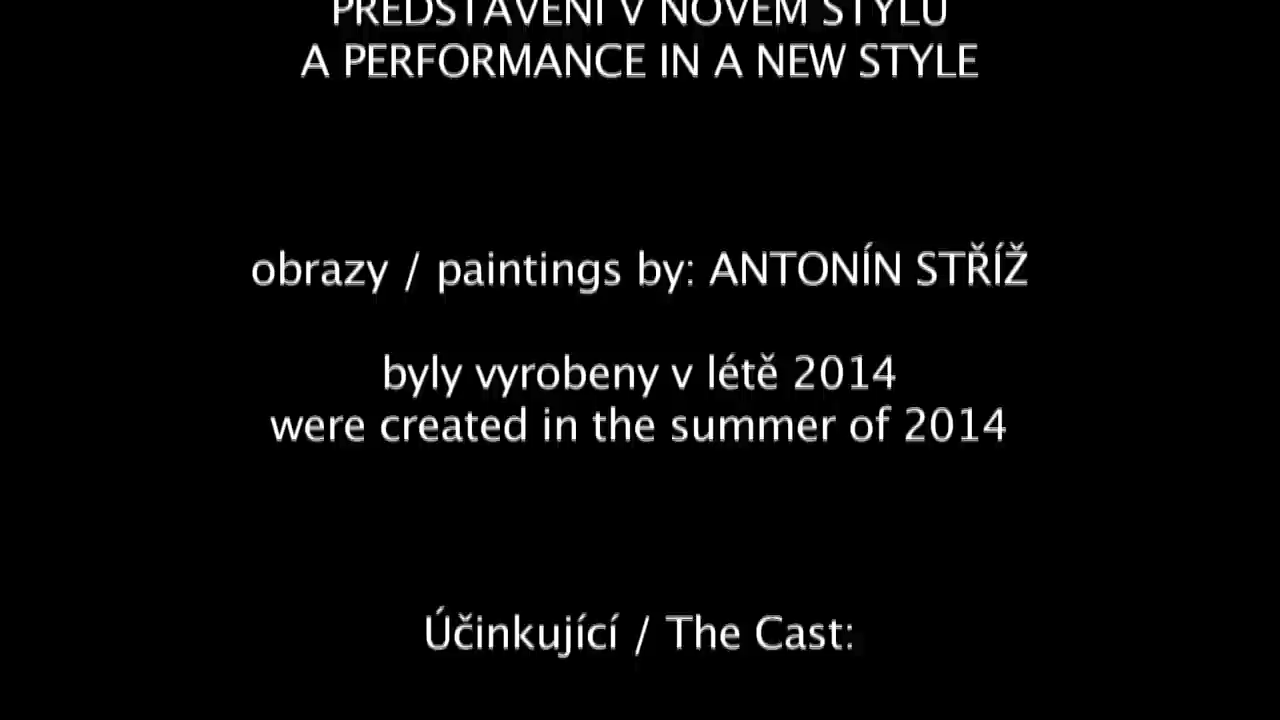 PŘEDSTAVENÍ V NOVÉM STYLU
A PERFORMANCE IN A NEW STYLE
obrazy / paintings by: ANTONÍN STŘÍŽ
byly vyrobeny v létě 2014
were created in the summer of 2014
Účinkující / The Cast: